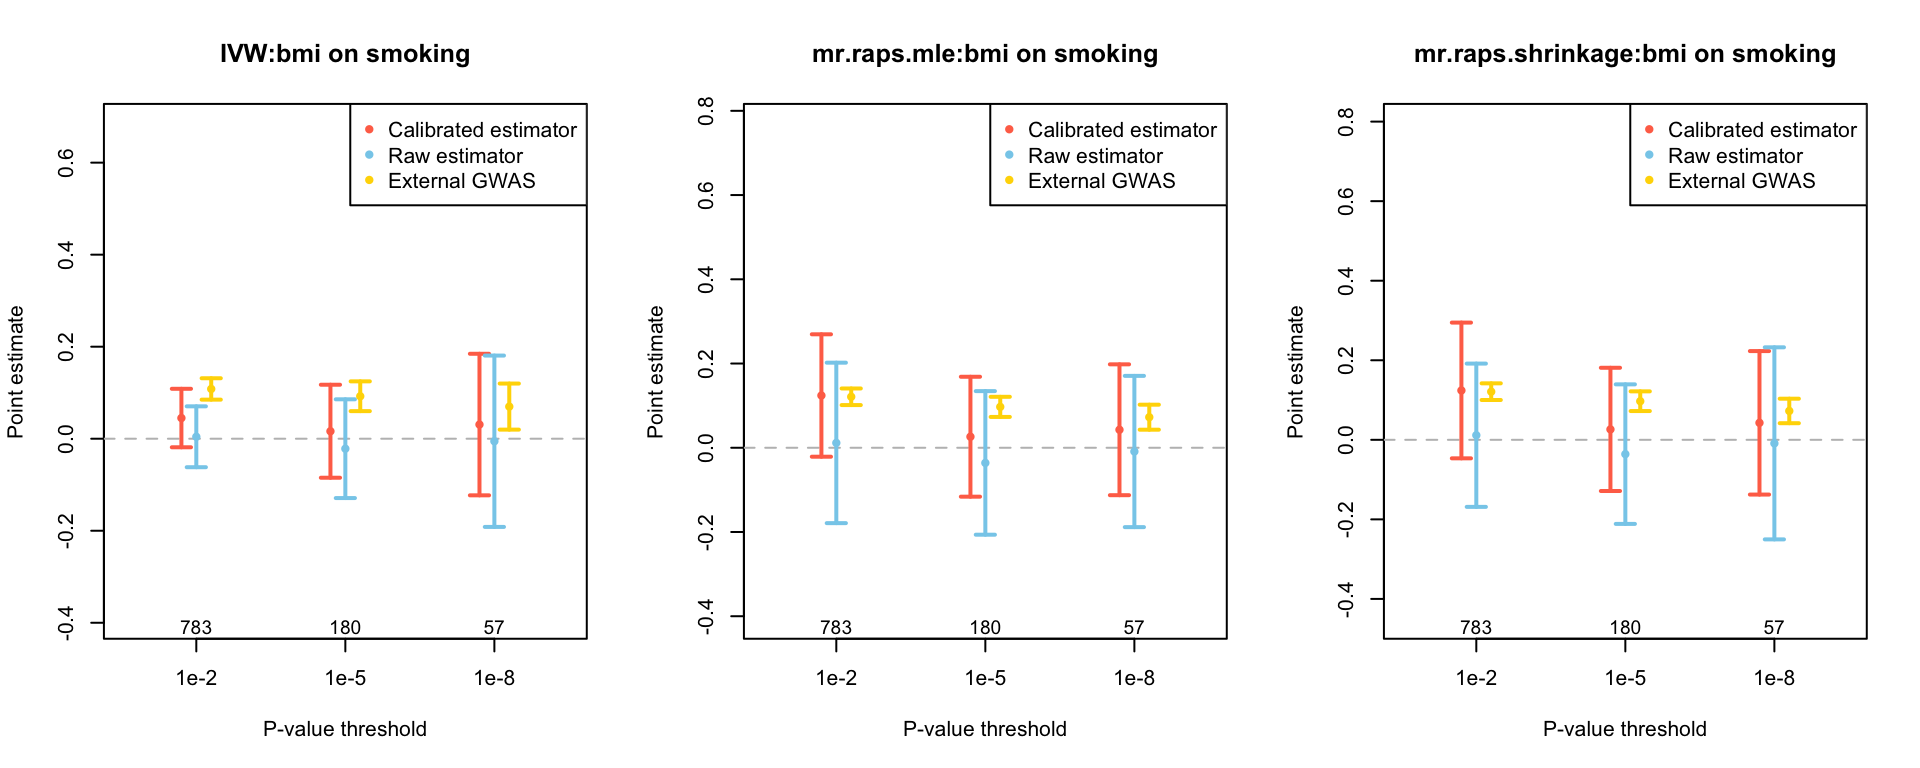 IVW:bmi on smoking
Calibrated estimator
Raw estimator
External GWAS
Point estimate
0.6
0.4
0.2
0.0
-0.2
-0.4
783 180 57
1e-2 1e-5 1e-8
P-value threshold
mr.raps.mle:bmi on smoking
Calibrated estimator
Raw estimator
External GWAS
Point estimate
0.8
0.6
0.4
0.2
0.0
-0.2
-0.4
783 180 57
1e-2 1e-5 1e-8
P-value threshold
mr.raps.shrinkage:bmi on smoking
Calibrated estimator
Raw estimator
External GWAS
Point estimate
0.8
0.6
0.4
0.2
0.0
-0.2
-0.4
783 180 57
1e-2 1e-5 1e-8
P-value threshold